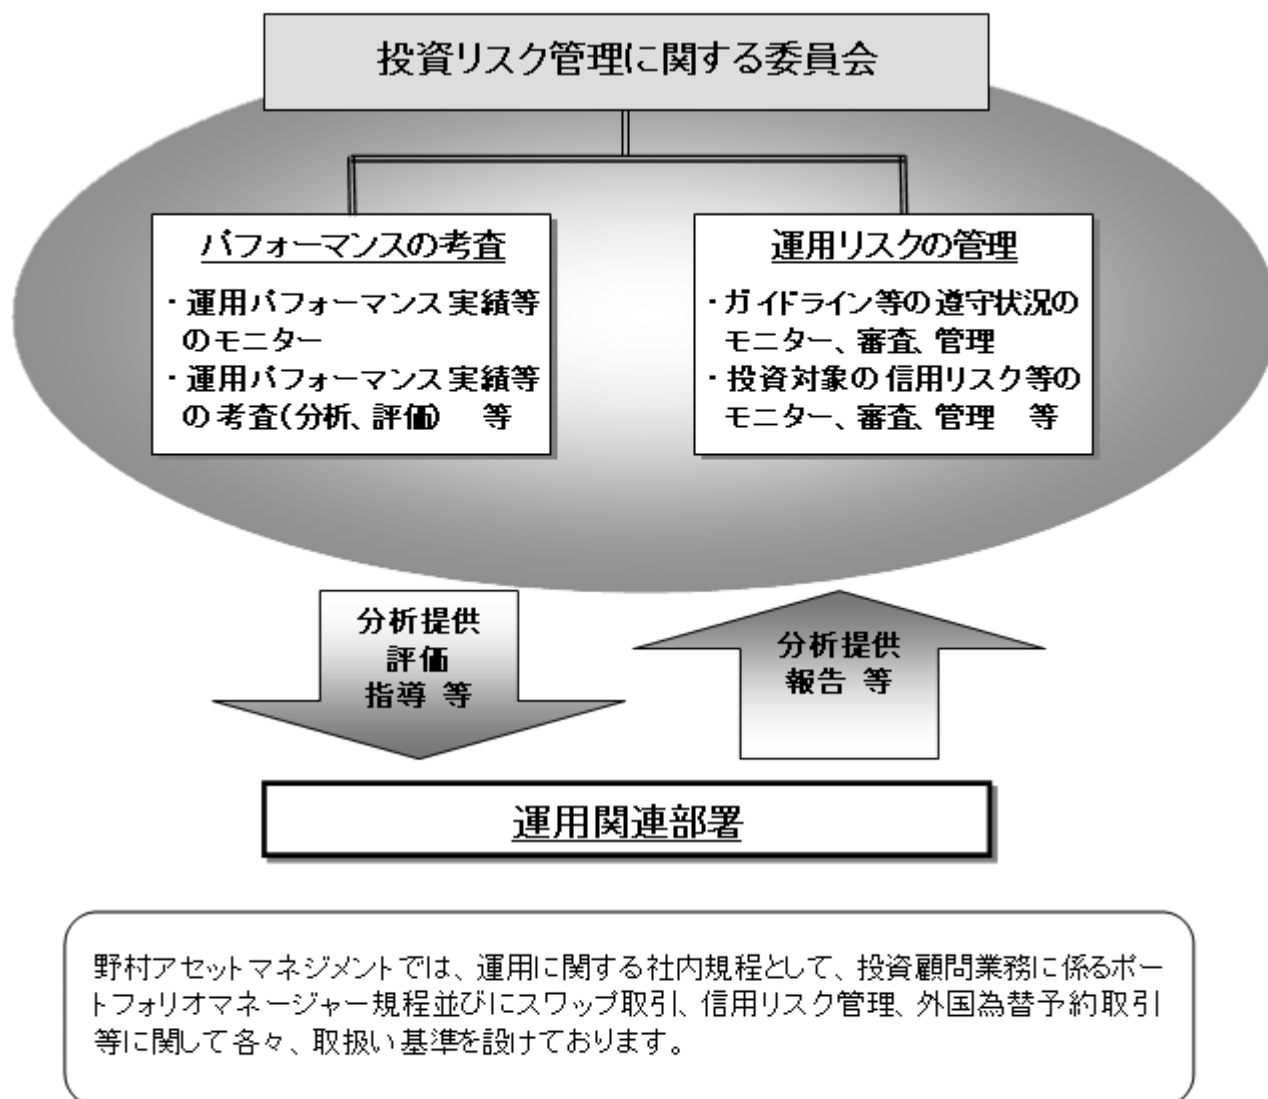 投資リスク管理に関する委員会
パフォーマンスの考査
・運用パフォーマンス実績等
のモニター
・運用パフォーマンス実績等
の考査(分析、評価) 等
運用リスクの管理
・ガイドライン等の遵守状況の
モニター、審査、管理
・投資対象の信用リスク等の
モニター、審査、管理 等
分析提供
評価
指導 等
分析提供
報告 等
運用関連部署
野村アセットマネジメントでは、運用に関する社内規程として、投資顧問業務に係るポー
トフォリオマネージャー規程並びにスワップ取引、信用リスク管理、外国為替予約取引
等に関して各々、取扱い基準を設けております。